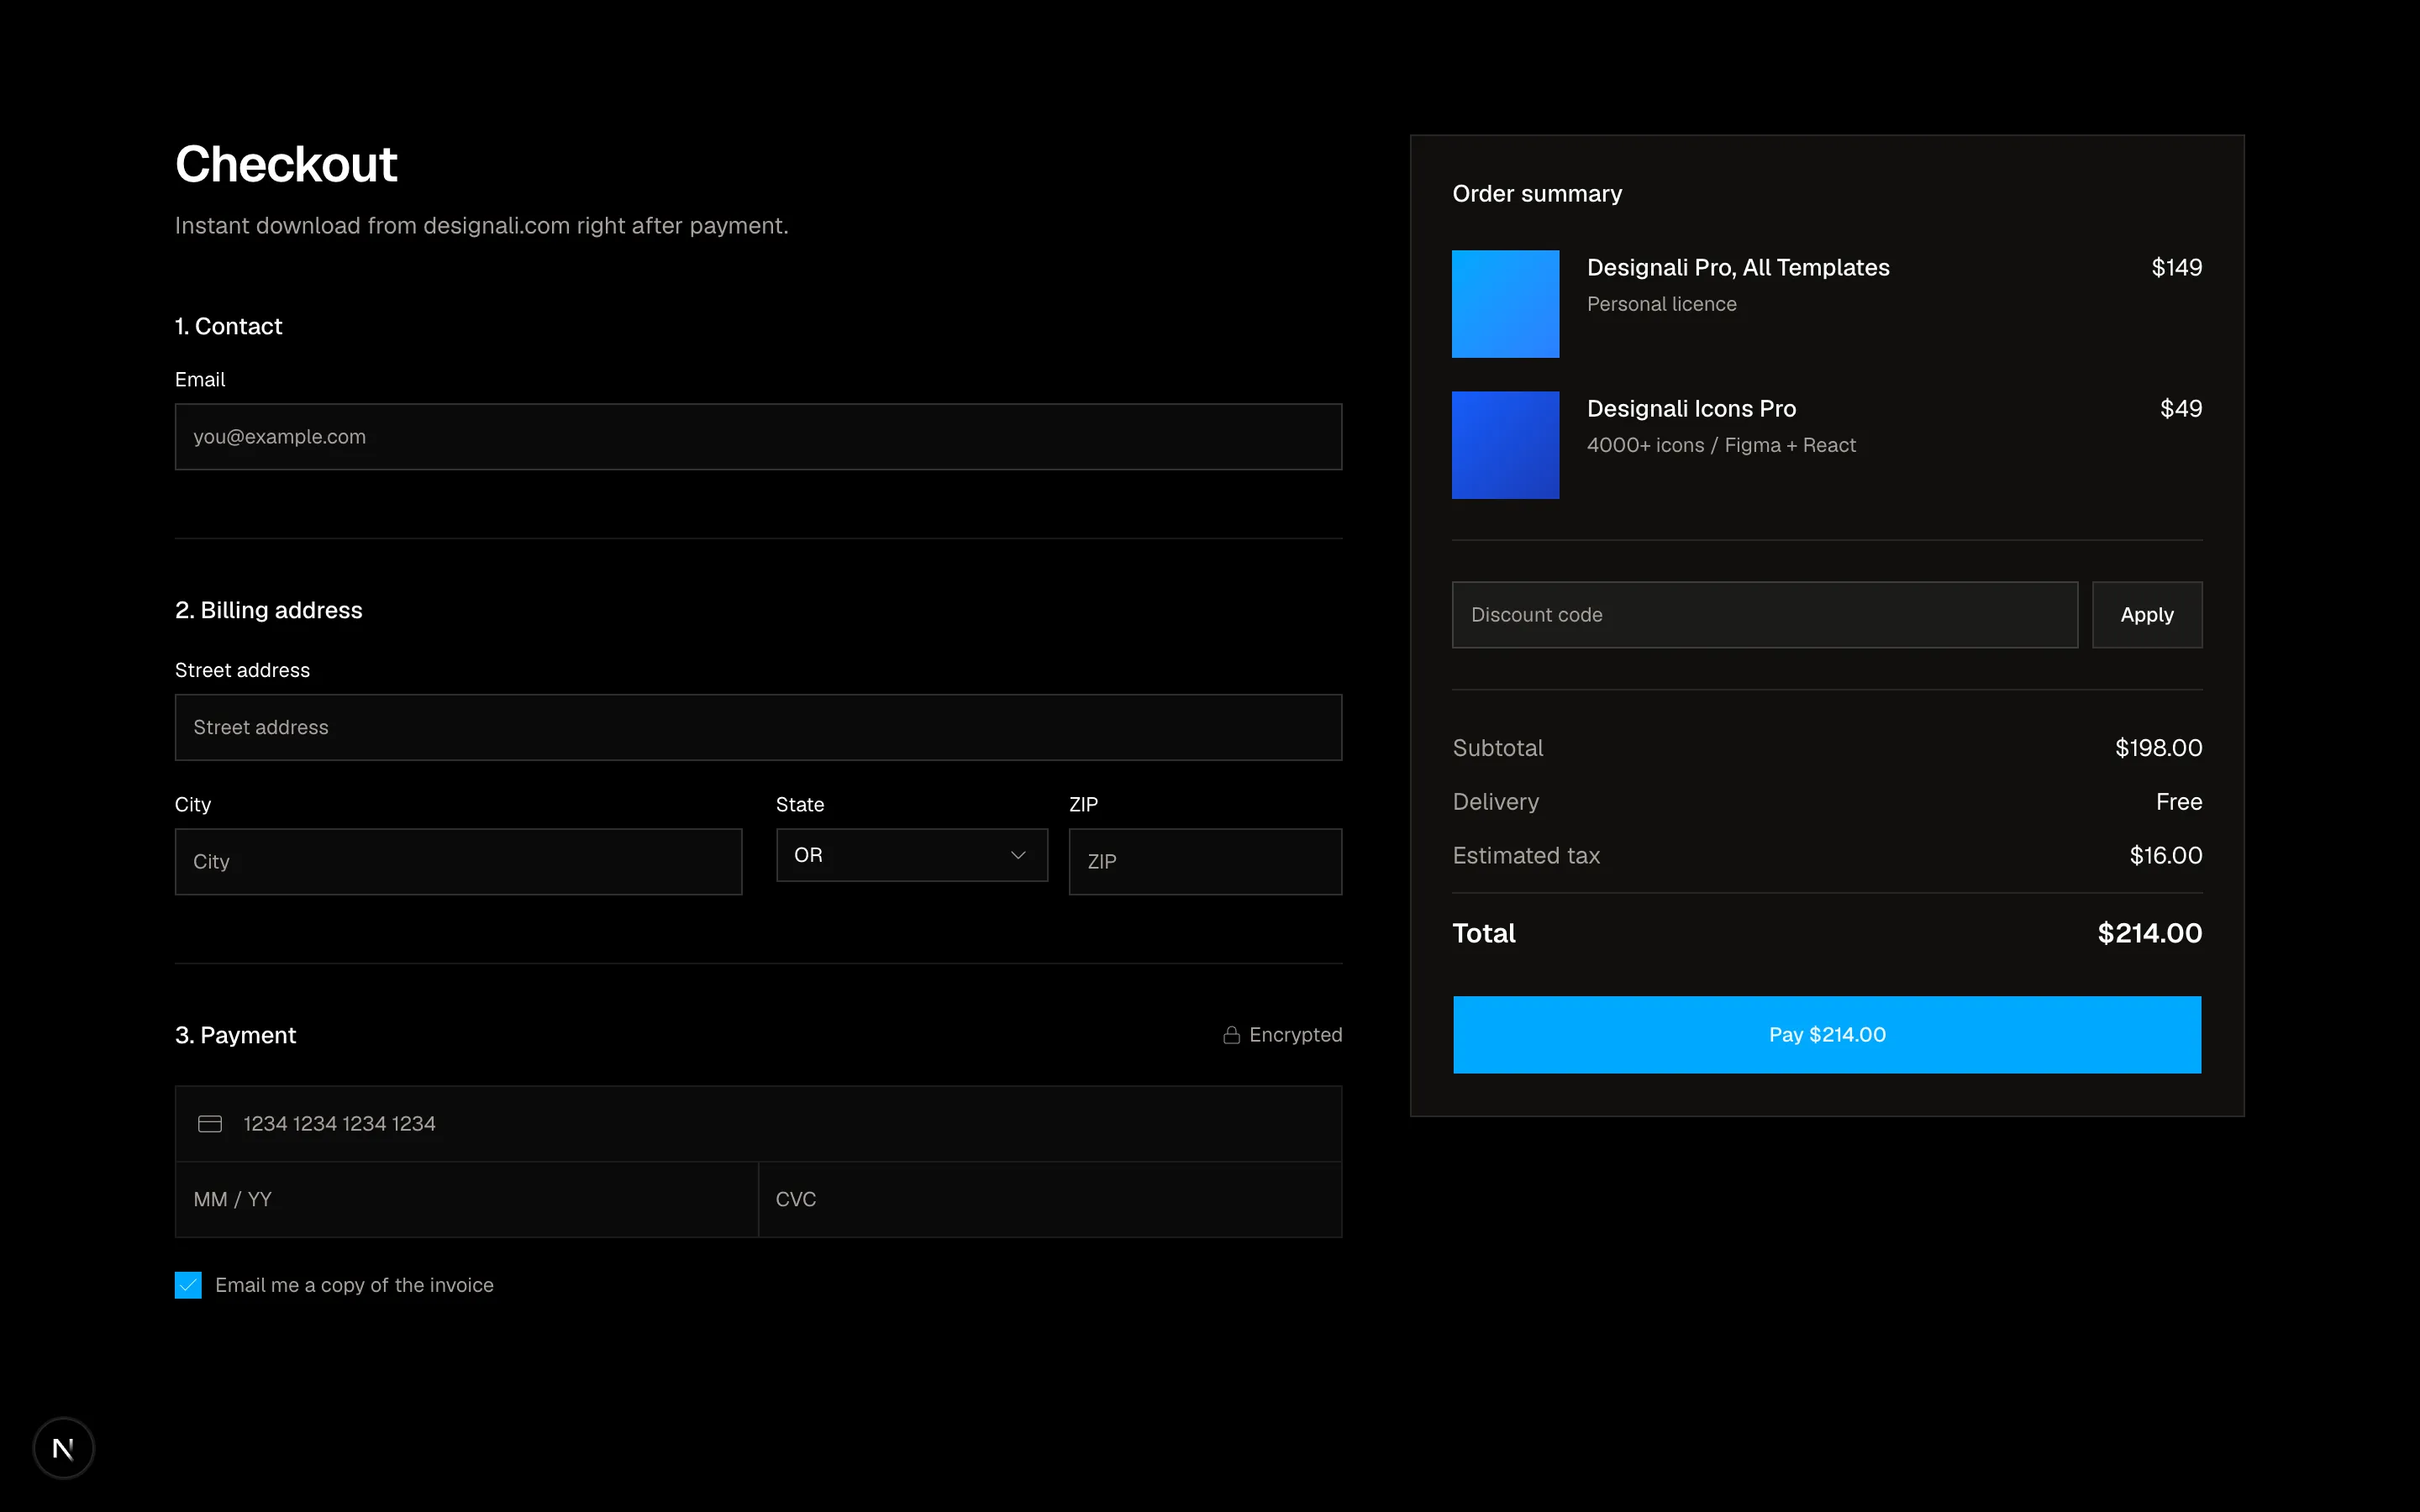 Checkout
Instant download from designali.com right after payment.
1. Contact
Email
you@example.com
2. Billing address
Street address
Street address
City
State
ZIP
City
OR
ZIP
3. Payment
Encrypted
1234 1234 1234 1234
MM / YY
CVC
Email me a copy of the invoice
Order summary
Designali Pro, All Templates
$149
Personal licence
Designali Icons Pro
$49
4000+ icons / Figma + React
Discount code
Apply
Subtotal
$198.00
Delivery
Free
Estimated tax
$16.00
Total
$214.00
Pay $214.00
N